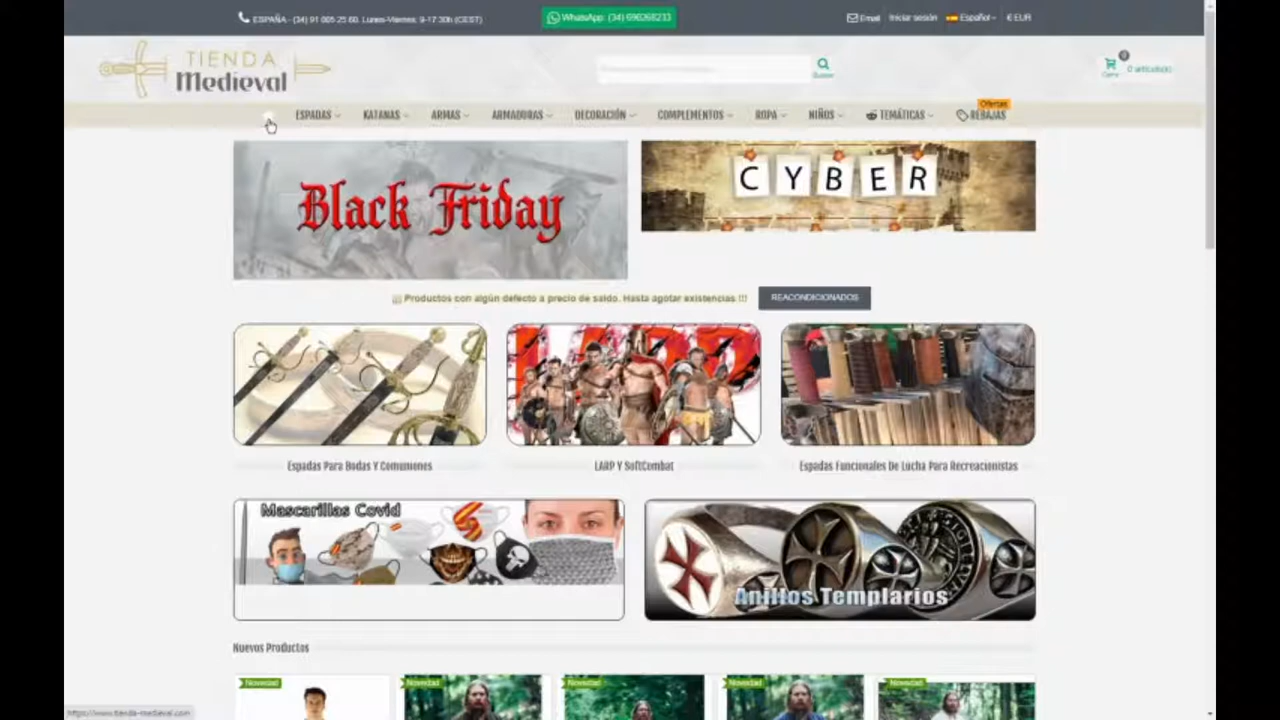 ESPAÑA - (34) 91 005 25 60. Lunes-Viernes: 9-17:30h (CEST)
WhatsApp: (34) 696268233
Email
Iniciar sesión
Español
€ EUR
TIENDA
Medieval
Buscar
0
Carro
0 artículo(s)
Ofertas
ESPADAS
KATANAS
ARMAS
ARMADURAS
DECORACIÓN
COMPLEMENTOS
ROPA
NIÑOS
TEMÁTICAS
REBAJAS
Black Friday
CYBER
¡¡¡ Productos con algún defecto a precio de saldo. Hasta agotar existencias !!!
REACONDICIONADOS
LARP
Espadas Para Bodas Y Comuniones
LARP Y SoftCombat
Espadas Funcionales De Lucha Para Recreacionistas
Mascarillas Covid
Anillos Templarios
Nuevos Productos
Novedad
Novedad
Novedad
Novedad
Novedad
https://www.tienda-medieval.com